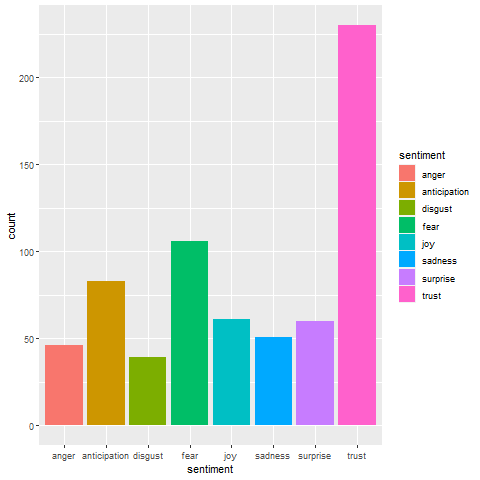 count
200
150
100
50
0
anger anticipation disgust fear joy sadness surprise trust
sentiment
sentiment
anger
anticipation
disgust
fear
joy
sadness
surprise
trust